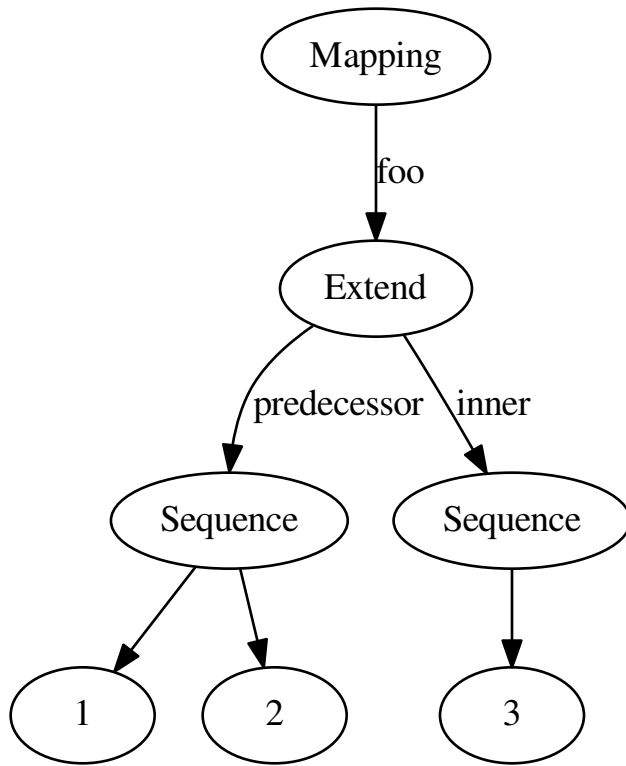 Mapping
foo
Extend
predecessor inner
Sequence Sequence
1 2 3